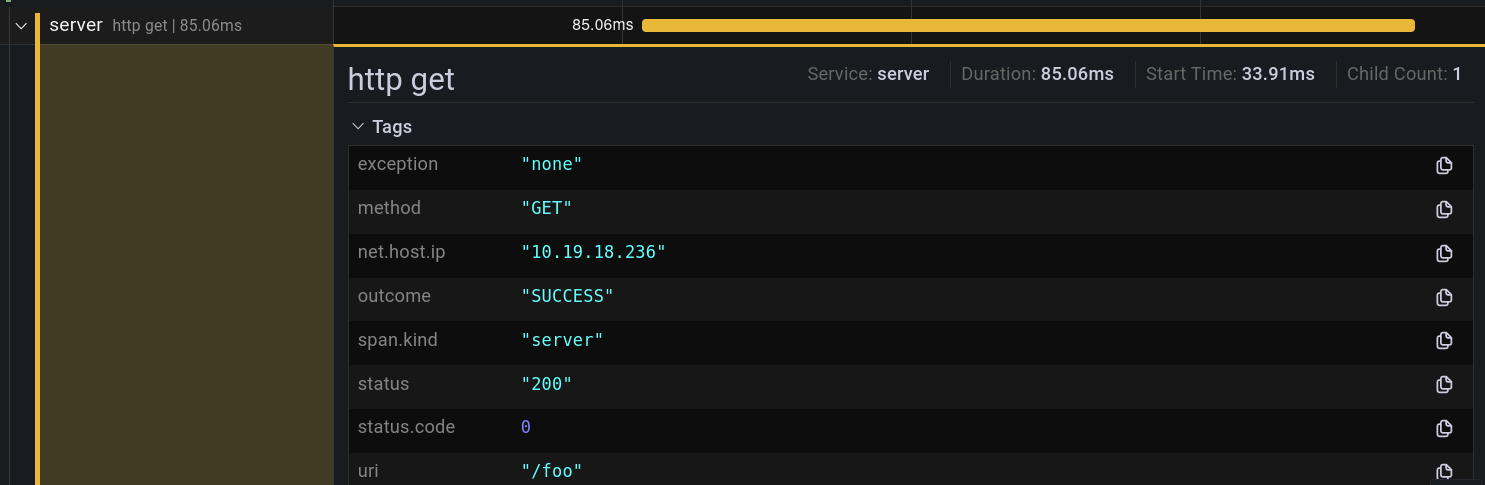 server http get | 85.06ms 85.06ms
http get Service: server Duration: 85.06ms Start Time: 33.91ms Child Count: 1
Tags
exception "none"
method "GET"
net.host.ip "10.19.18.236"
outcome "SUCCESS"
span.kind "server"
status "200"
status.code 0
uri "/foo"